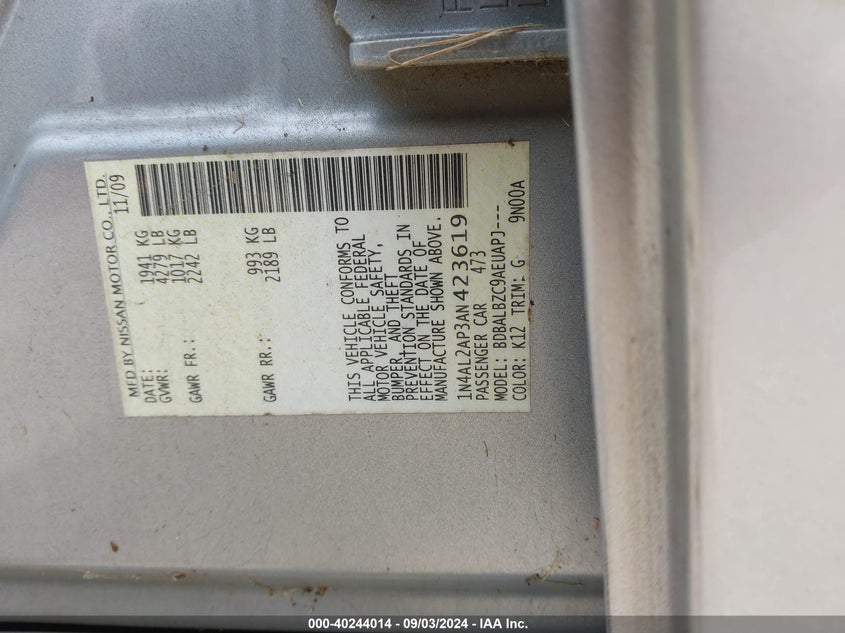 MFD BY NISSAN MOTOR CO., LTD.
DATE: 11/09
GVWR: 1941 KG
4279 LB
GAWR FR.: 1017 KG
2242 LB
GAWR RR.: 993 KG
2189 LB
THIS VEHICLE CONFORMS TO
ALL APPLICABLE FEDERAL
MOTOR VEHICLE SAFETY,
BUMPER, AND THEFT
PREVENTION STANDARDS IN
EFFECT ON THE DATE OF
MANUFACTURE SHOWN ABOVE.
1N4AL2AP3AN423619
PASSENGER CAR 473
MODEL: BDBALBZC9AEUAPJ---
COLOR: K12 TRIM: G 9N00A
000-40244014 - 09/03/2024 - IAA Inc.